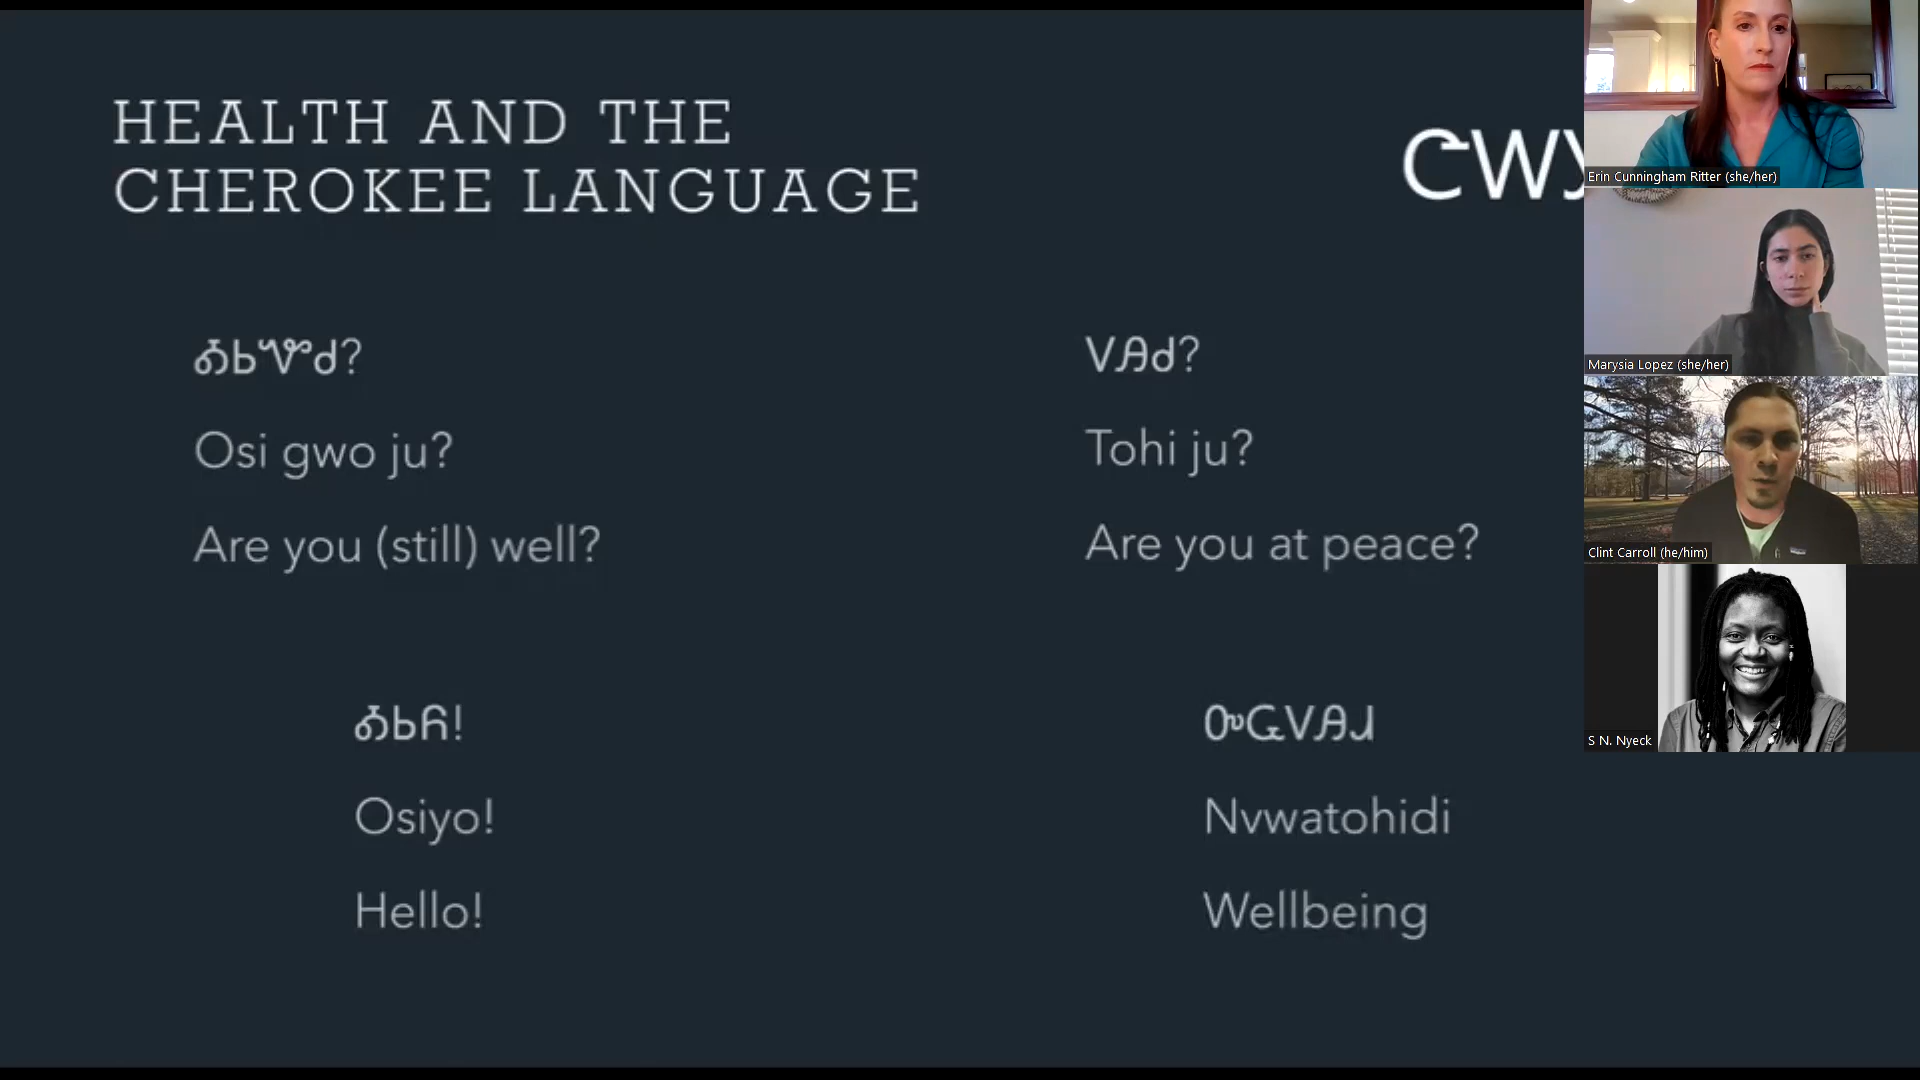 HEALTH AND THE
CHEROKEE LANGUAGE
ᏣᎳ
ᎣᏏᏉᏧ?
Osi gwo ju?
Are you (still) well?
ᏙᎯᏧ?
Tohi ju?
Are you at peace?
ᎣᏏᏲ!
Osiyo!
Hello!
ᏅᏩᏙᎯᏗ
Nvwatohidi
Wellbeing
Erin Cunningham Ritter (she/her)
Marysia Lopez (she/her)
Clint Carroll (he/him)
S N. Nyeck